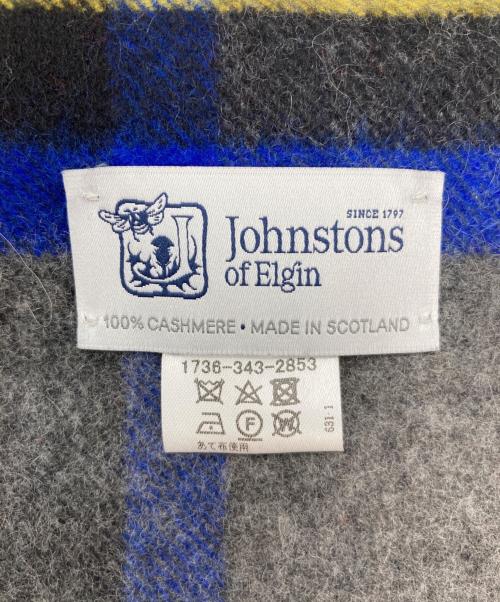 SINCE 1797
Johnstons
of Elgin
100% CASHMERE • MADE IN SCOTLAND
1736-343-2853
F W
あて布使用
631·1